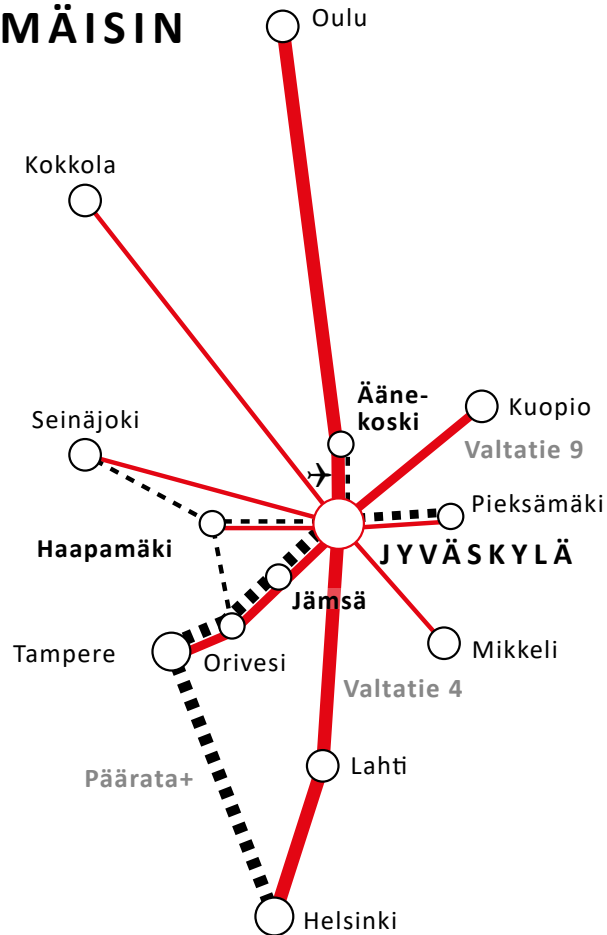 MÄISIN
Oulu
Kokkola
Ääne-
koski
Kuopio
Seinäjoki
Valtatie 9
Pieksämäki
Haapamäki
JYVÄSKYLÄ
Jämsä
Tampere
Orivesi
Mikkeli
Valtatie 4
Päärata+
Lahti
Helsinki